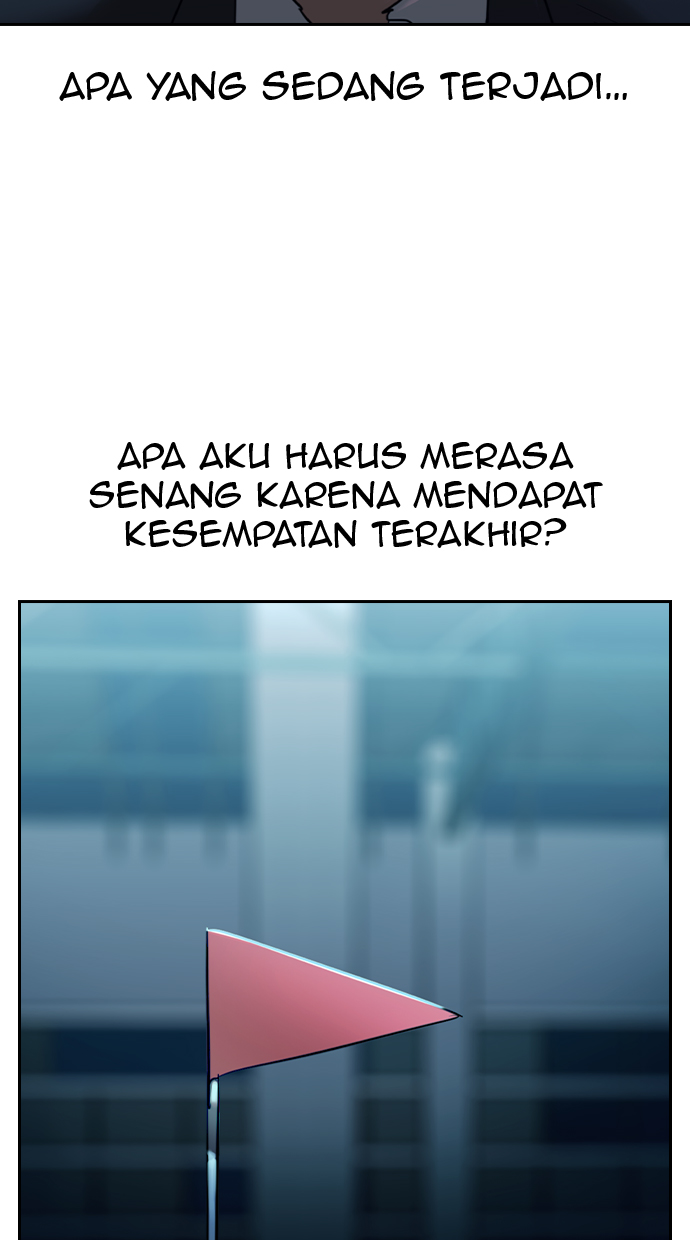 APA YANG SEDANG TERJADI...
APA AKU HARUS MERASA
SENANG KARENA MENDAPAT
KESEMPATAN TERAKHIR?